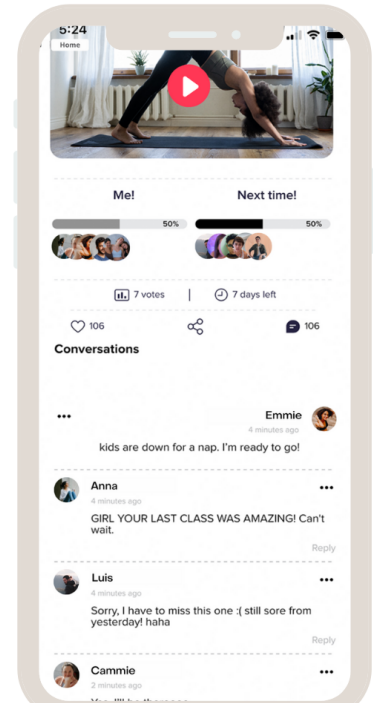 5:24
Home
Me!
Next time!
50%
50%
7 votes
7 days left
106
106
Conversations
Emmie
4 minutes ago
kids are down for a nap. I'm ready to go!
Anna
4 minutes ago
GIRL YOUR LAST CLASS WAS AMAZING! Can't
wait.
Reply
Luis
4 minutes ago
Sorry, I have to miss this one :( still sore from
yesterday! haha
Reply
Cammie
2 minutes ago